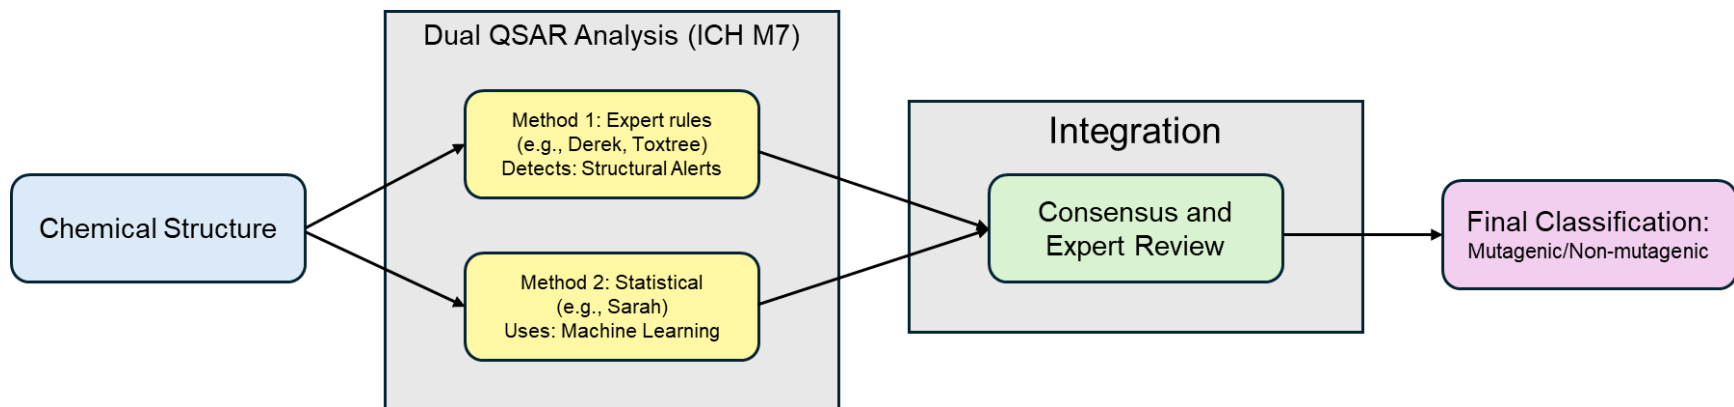 Dual QSAR Analysis (ICH M7)
Chemical Structure
Method 1: Expert rules
(e.g., Derek, Toxtree)
Detects: Structural Alerts
Method 2: Statistical
(e.g., Sarah)
Uses: Machine Learning
Integration
Consensus and
Expert Review
Final Classification:
Mutagenic/Non-mutagenic